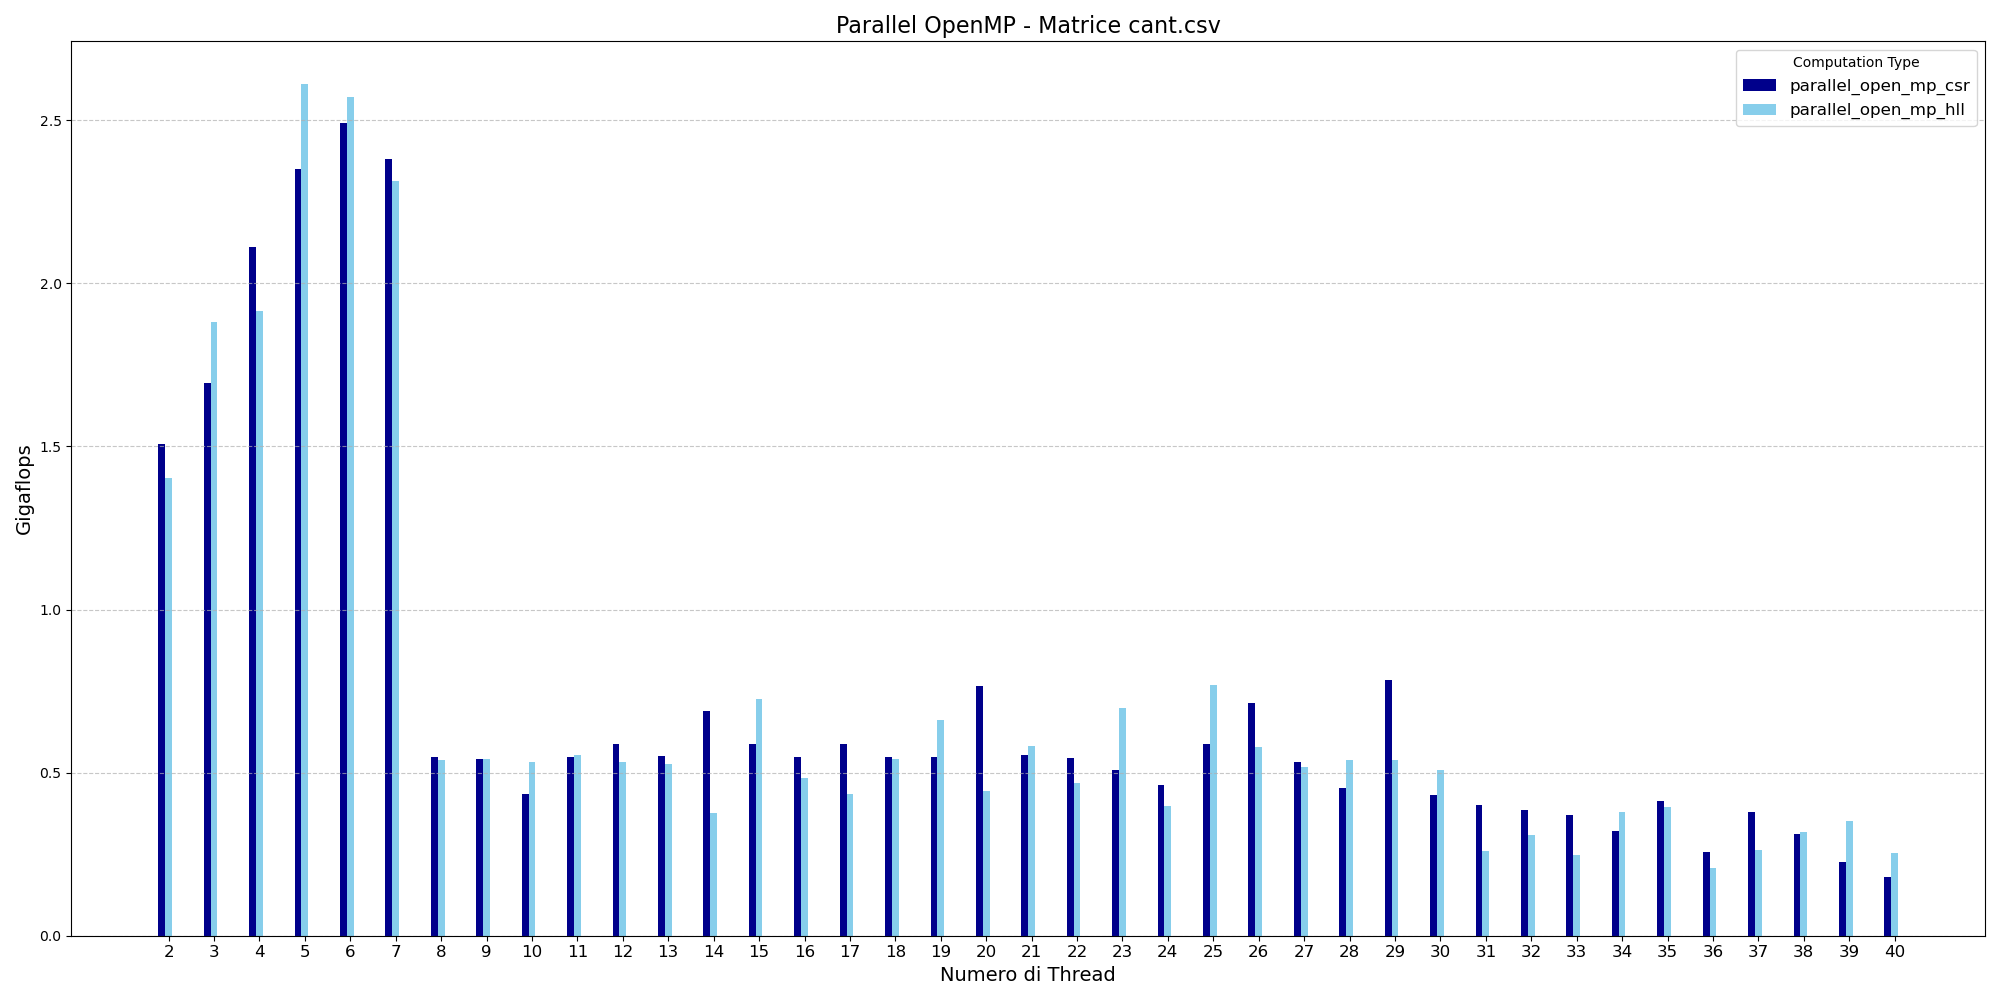 Parallel OpenMP - Matrice cant.csv
Computation Type
parallel_open_mp_csr
parallel_open_mp_hll
Gigaflops
2.5
2.0
1.5
1.0
0.5
0.0
2 3 4 5 6 7 8 9 10 11 12 13 14 15 16 17 18 19 20 21 22 23 24 25 26 27 28 29 30 31 32 33 34 35 36 37 38 39 40
Numero di Thread